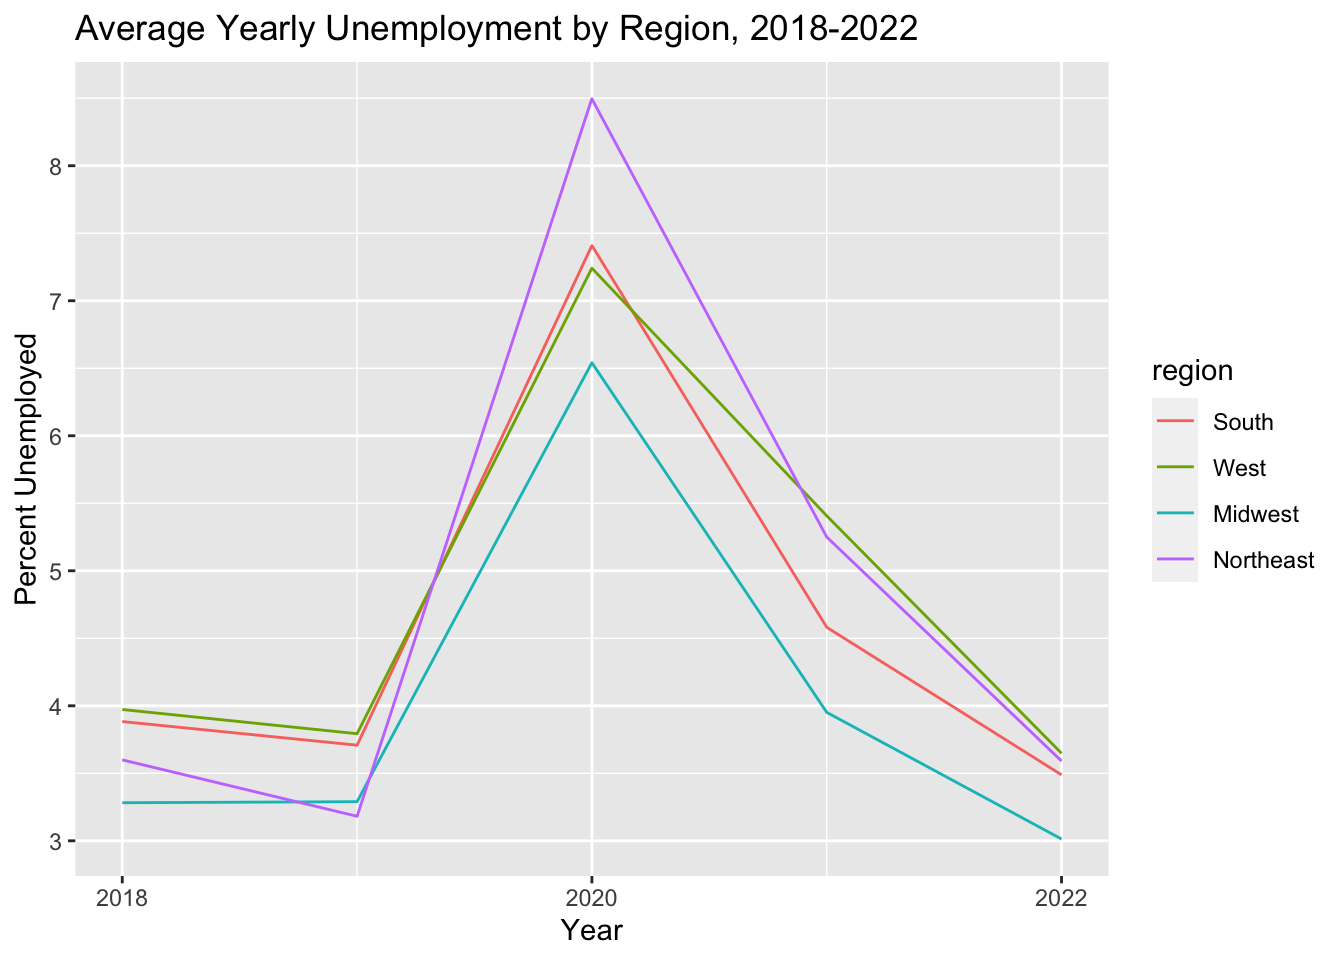 Average Yearly Unemployment by Region, 2018-2022
8
7
6
5
4
3
Percent Unemployed
2018 2020 2022
Year
region
South
West
Midwest
Northeast